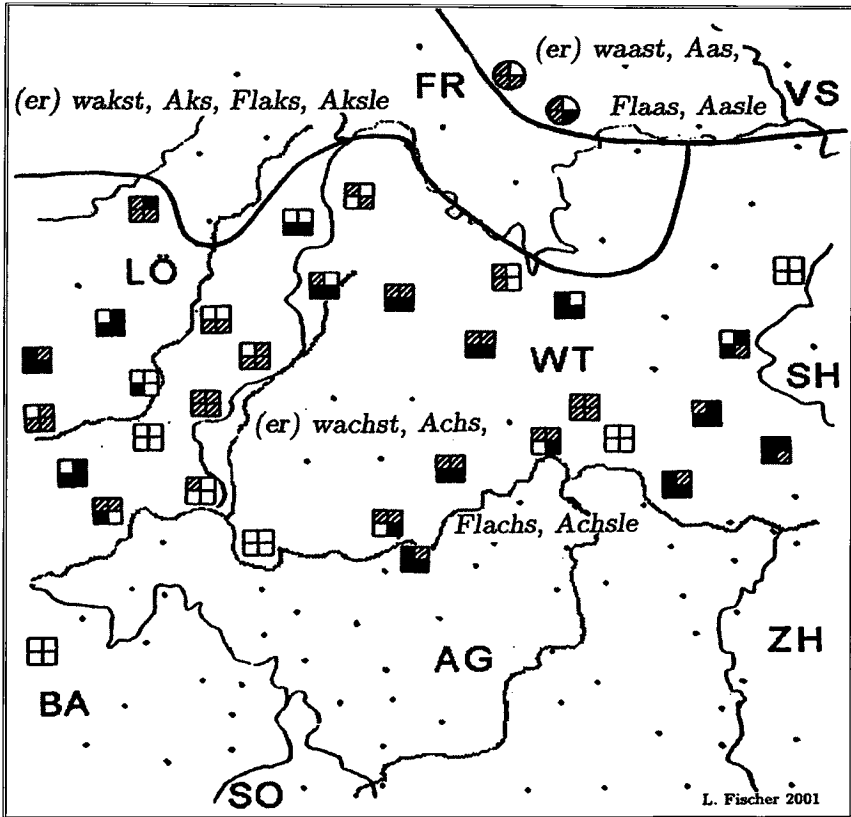 (er) waast, Aas,
FR
VS
(er) wakst, Aks, Flaks, Aksle
Flaas, Aasle
LÖ
WT
SH
(er) wachst, Achs,
Flachs, Achsle
ZH
AG
BA
SO
L. Fischer 2001